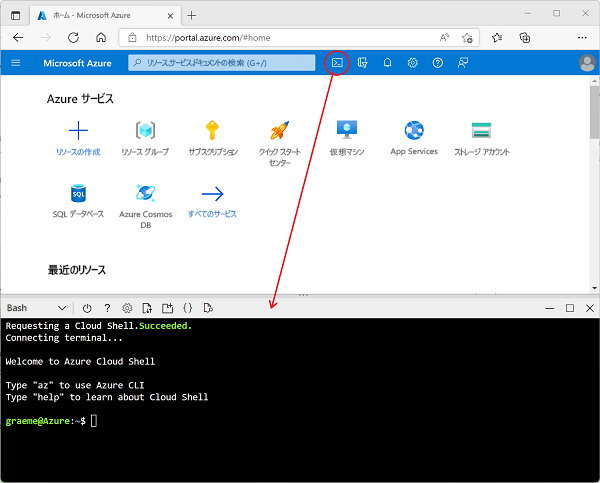 ホーム - Microsoft Azure
https://portal.azure.com/#home
Microsoft Azure
リソース、サービス、ドキュメントの検索 (G+/)
Azure サービス
リソースの作成
リソース グループ
サブスクリプション
クイック スタート
センター
仮想マシン
App Services
ストレージ アカウント
SQL データベース
Azure Cosmos
DB
すべてのサービス
最近のリソース
Bash
Requesting a Cloud Shell.Succeeded.
Connecting terminal...
Welcome to Azure Cloud Shell
Type "az" to use Azure CLI
Type "help" to learn about Cloud Shell
graeme@Azure:~$